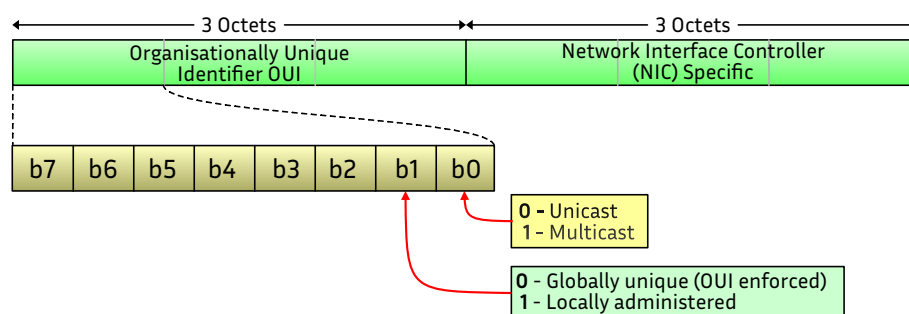 3 Octets
3 Octets
Organisationally Unique
Identifier OUI
Network Interface Controller
(NIC) Specific
b7 b6 b5 b4 b3 b2 b1 b0
0 - Unicast
1 - Multicast
0 - Globally unique (OUI enforced)
1 - Locally administered